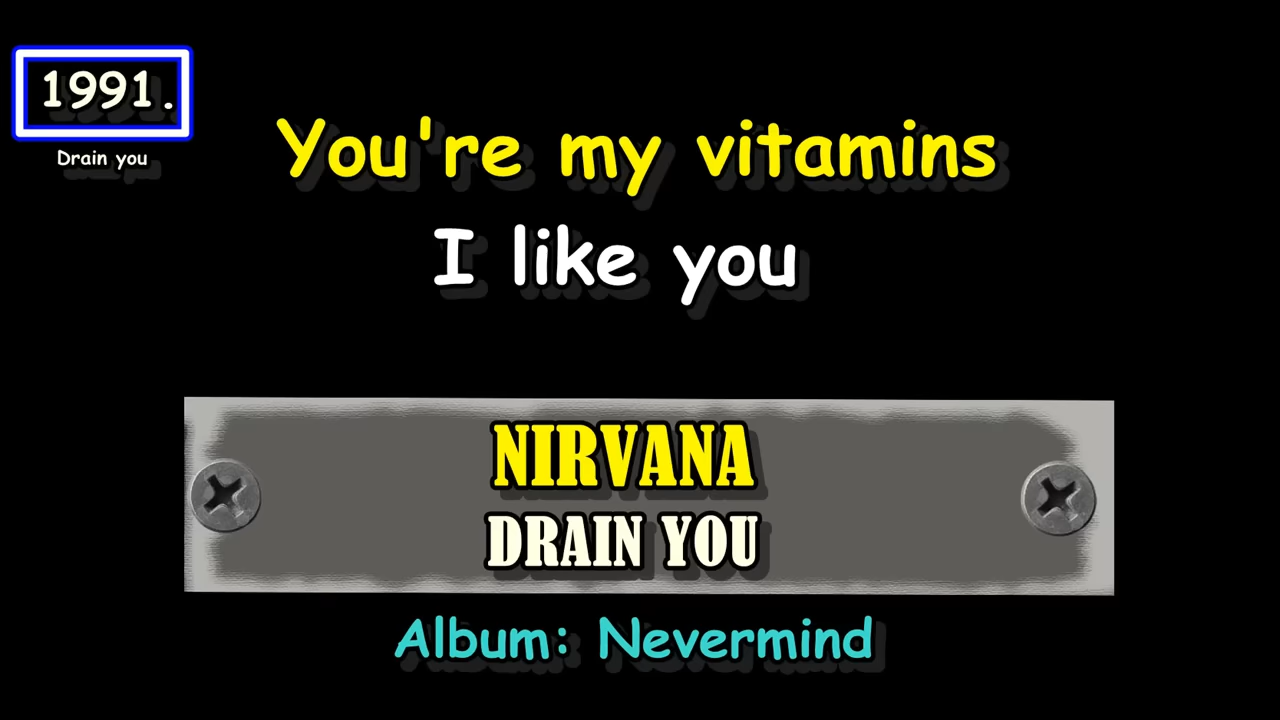 1991.
Drain you
You're my vitamins
I like you
NIRVANA
DRAIN YOU
Album: Nevermind